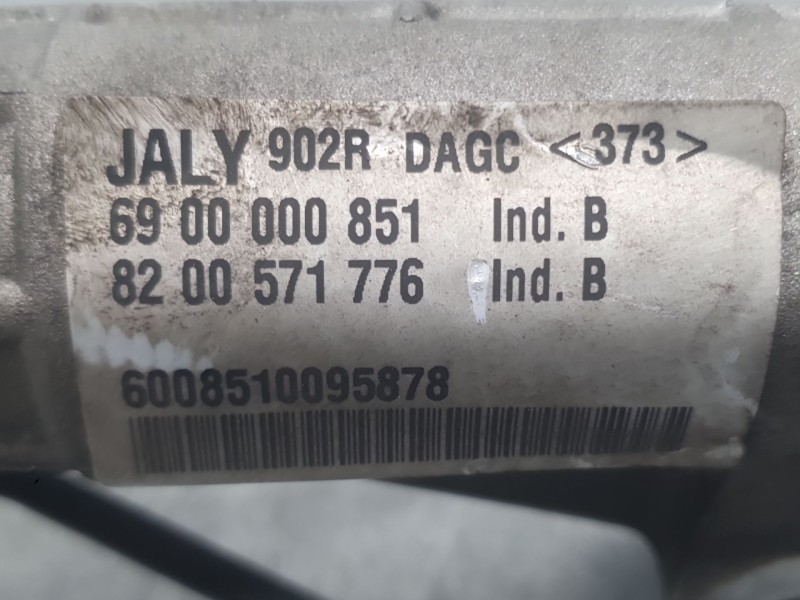 JALY 902R DAGC <373>
69 00 000 851 Ind. B
82 00 571 776 Ind. B
6008510095878